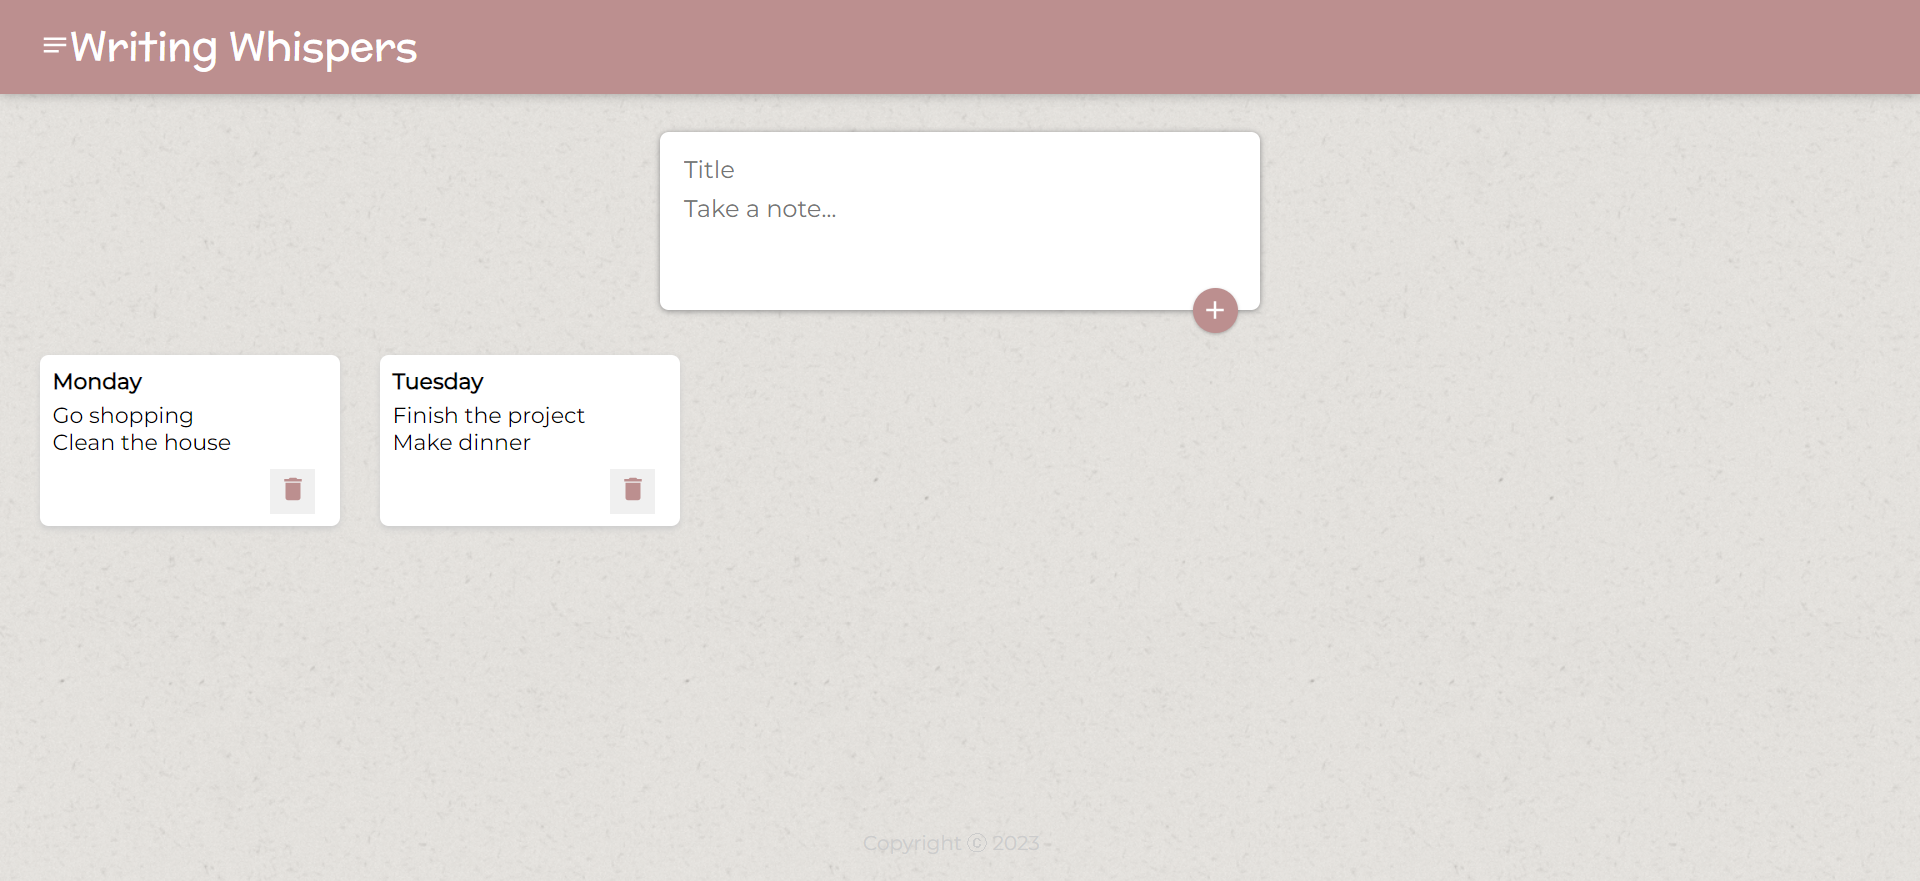 Writing Whispers
Title
Take a note...
Monday
Go shopping
Clean the house
Tuesday
Finish the project
Make dinner
Copyright ⓒ 2023